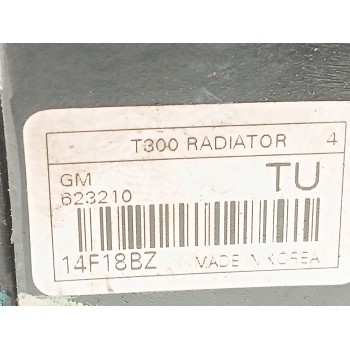 T300 RADIATOR 4
GM TU
623210
14F18BZ MADE IN KOREA